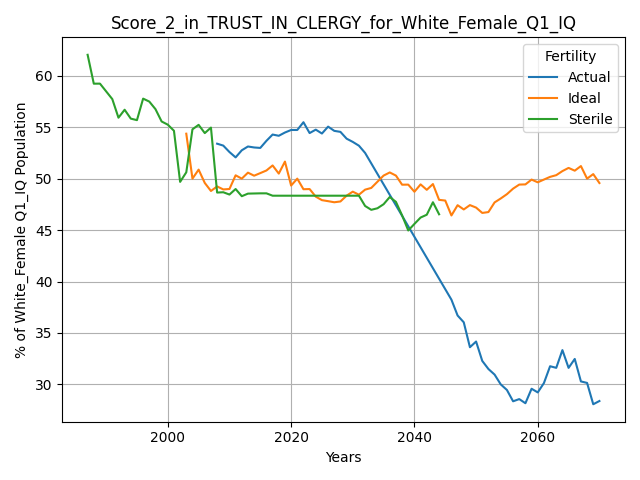 Score_2_in_TRUST_IN_CLERGY_for_White_Female_Q1_IQ
Fertility
Actual
Ideal
Sterile
% of White_Female Q1_IQ Population
60
55
50
45
40
35
30
2000
2020
2040
2060
Years